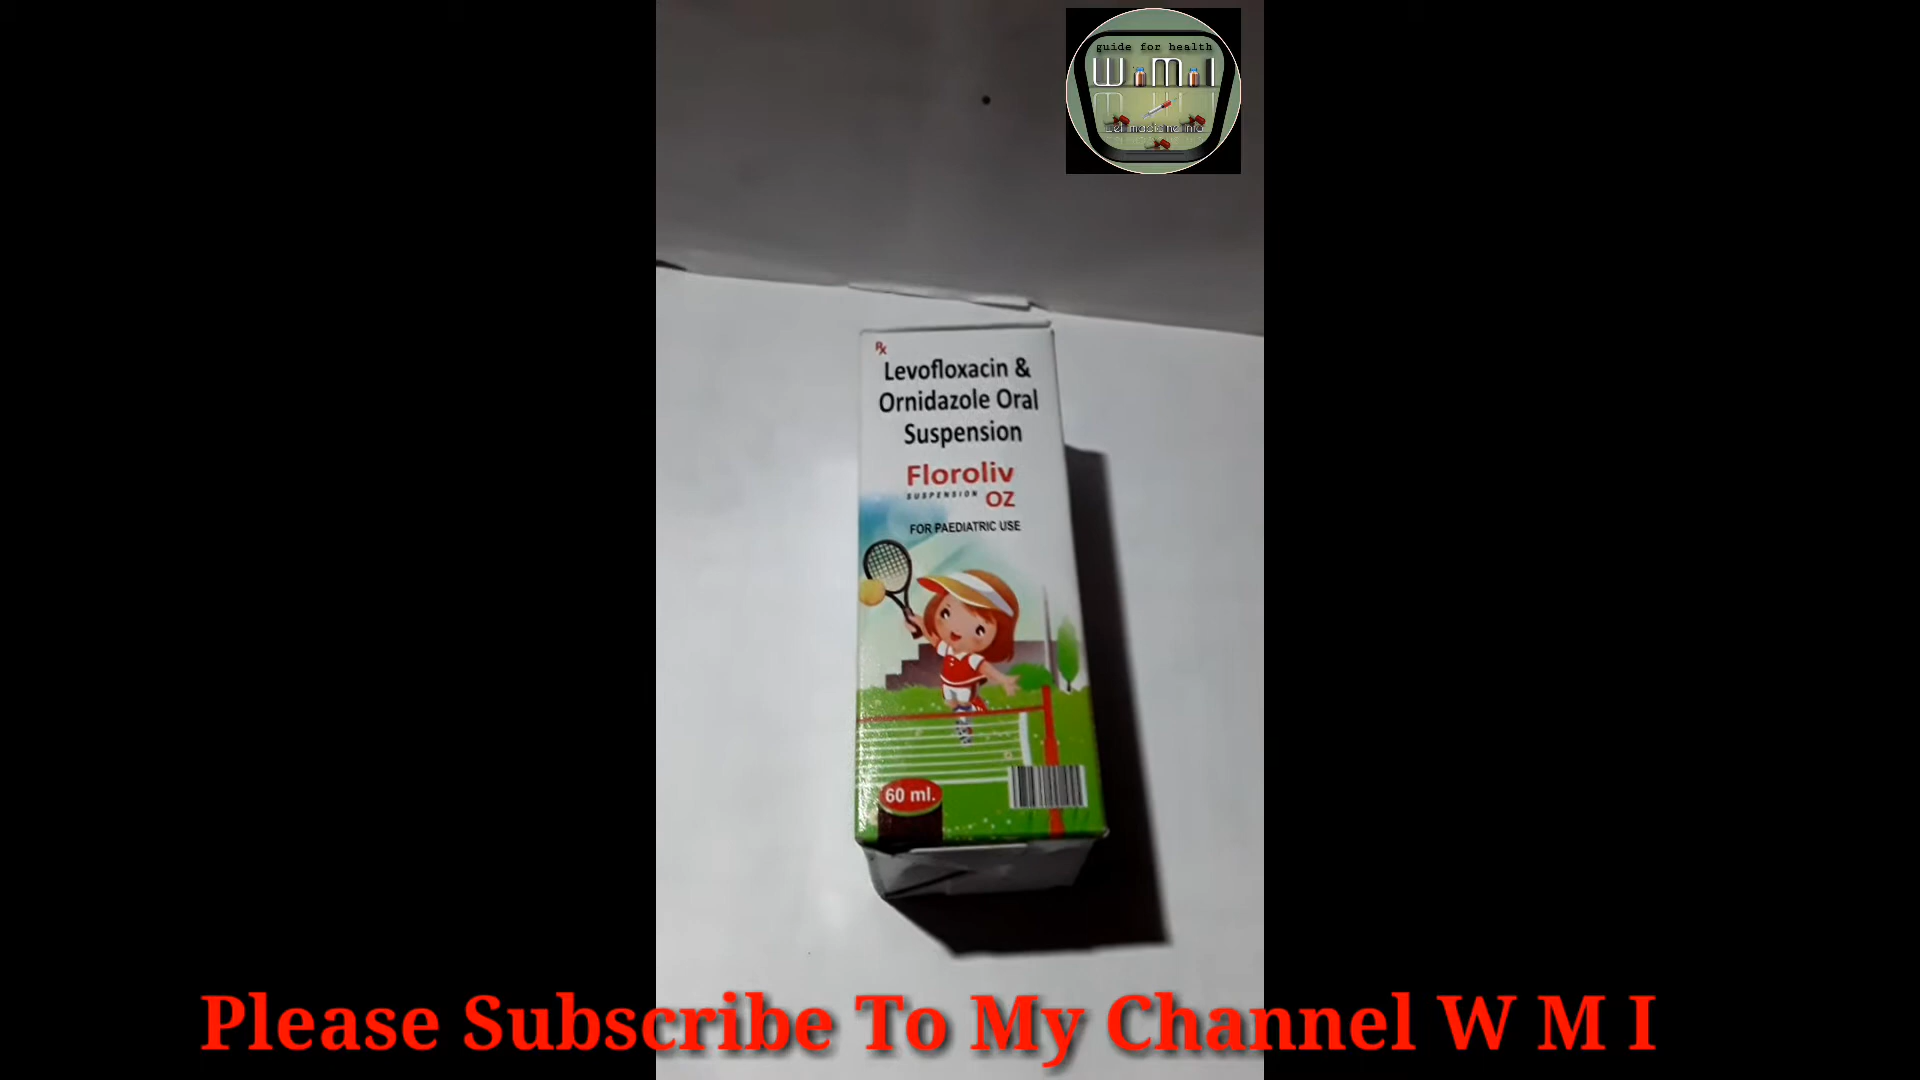 guide for health
W M I
Rx
Levofloxacin &
Ornidazole Oral
Suspension
Floroliv
SUSPENSION OZ
FOR PAEDIATRIC USE
60 ml.
Please Subscribe To My Channel W M I